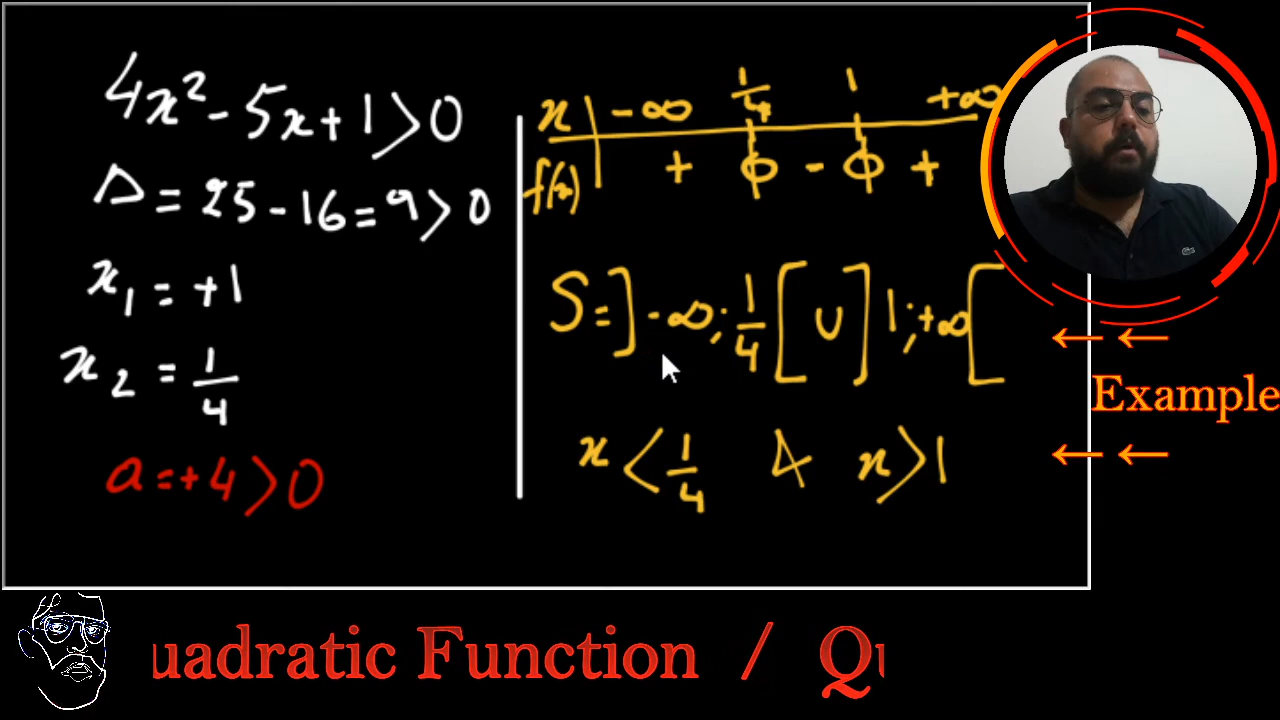 4x² - 5x + 1 > 0
Δ = 25 - 16 = 9 > 0
x₁ = +1
x₂ = 1/4
a = +4 > 0
x | -∞ 1/4 1 +∞
f(x) + 0 - 0 +
S = ]-∞; 1/4[ ∪ ]1; +∞[
x < 1/4 & x > 1
←← 
Example
←←
uadratic Function / Qu